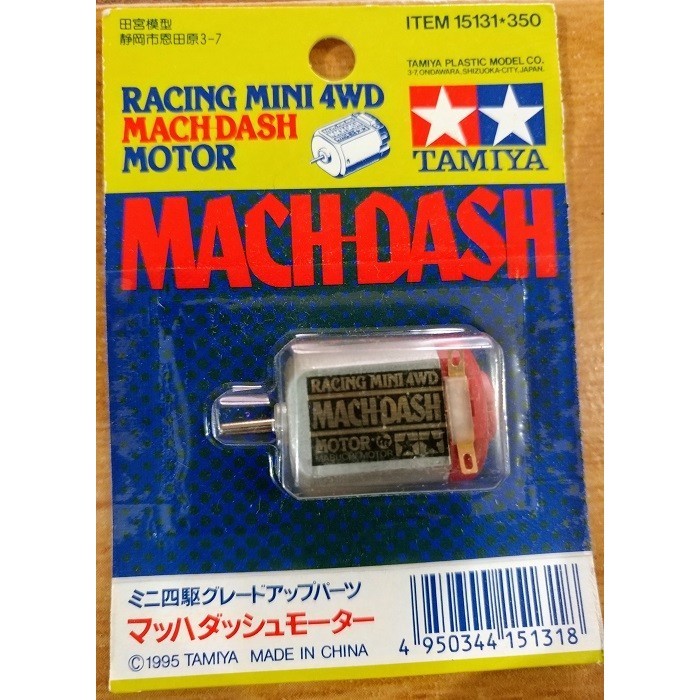 田宮模型
静岡市恩田原3-7
ITEM 15131*350
TAMIYA PLASTIC MODEL CO.
3-7, ONDAWARA, SHIZUOKA-CITY, JAPAN.
RACING MINI 4WD
MACH DASH
MOTOR
TAMIYA
MACH-DASH
RACING MINI 4WD
MACH DASH
MOTOR
MABUCHI MOTOR
ミニ四駆グレードアップパーツ
マッハダッシュモーター
©1995 TAMIYA MADE IN CHINA
4 950344 151318